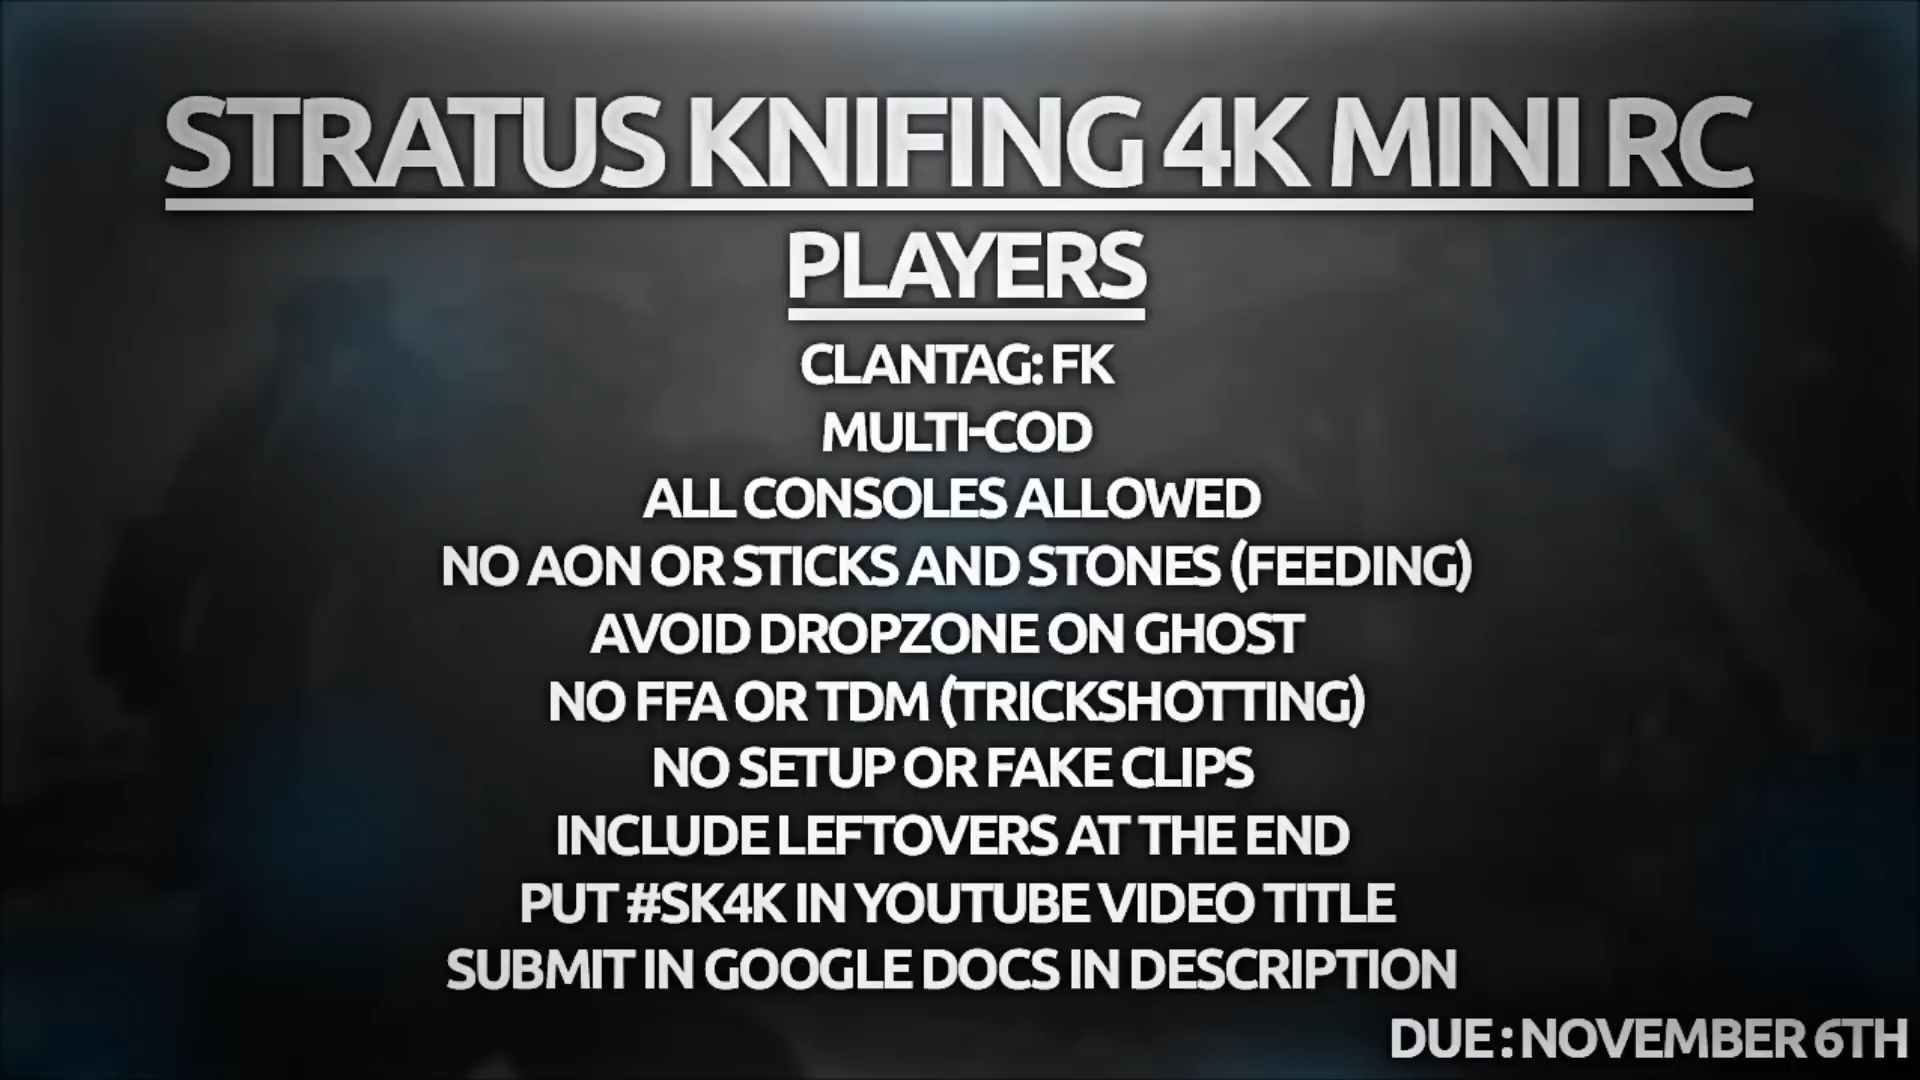 STRATUS KNIFING 4K MINI RC
PLAYERS
CLANTAG: FK
MULTI-COD
ALL CONSOLES ALLOWED
NO AON OR STICKS AND STONES (FEEDING)
AVOID DROPZONE ON GHOST
NO FFA OR TDM (TRICKSHOTTING)
NO SETUP OR FAKE CLIPS
INCLUDE LEFTOVERS AT THE END
PUT #SK4K IN YOUTUBE VIDEO TITLE
SUBMIT IN GOOGLE DOCS IN DESCRIPTION
DUE : NOVEMBER 6TH